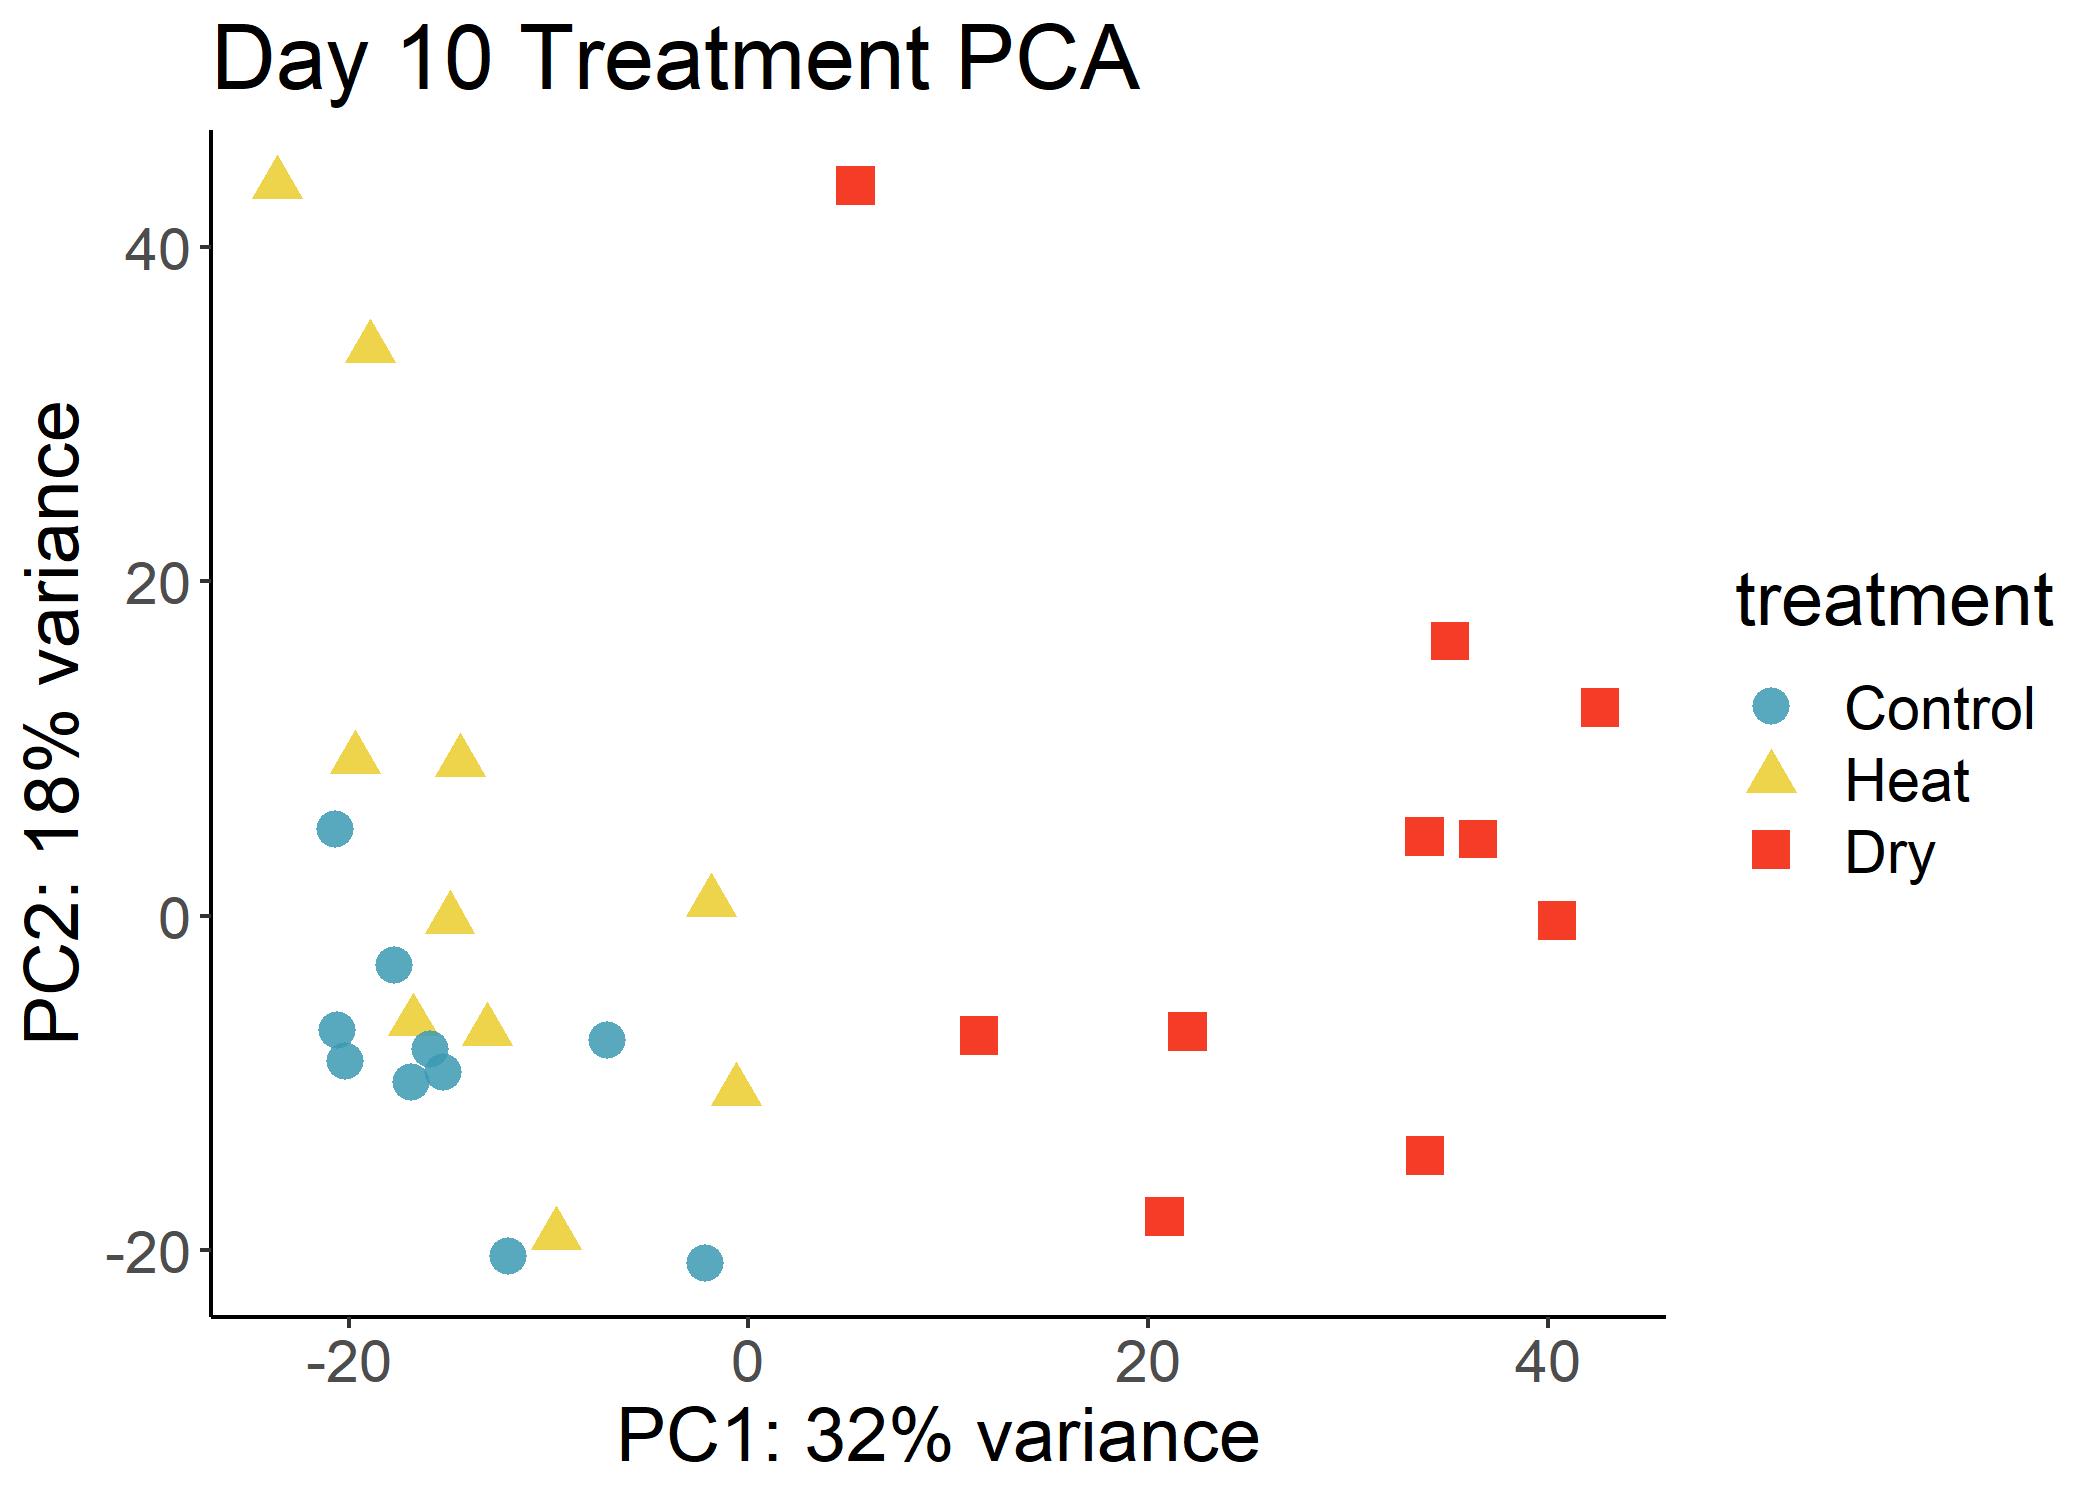 Day 10 Treatment PCA
PC2: 18% variance
40
20
0
-20
-20
0
20
40
PC1: 32% variance
treatment
Control
Heat
Dry